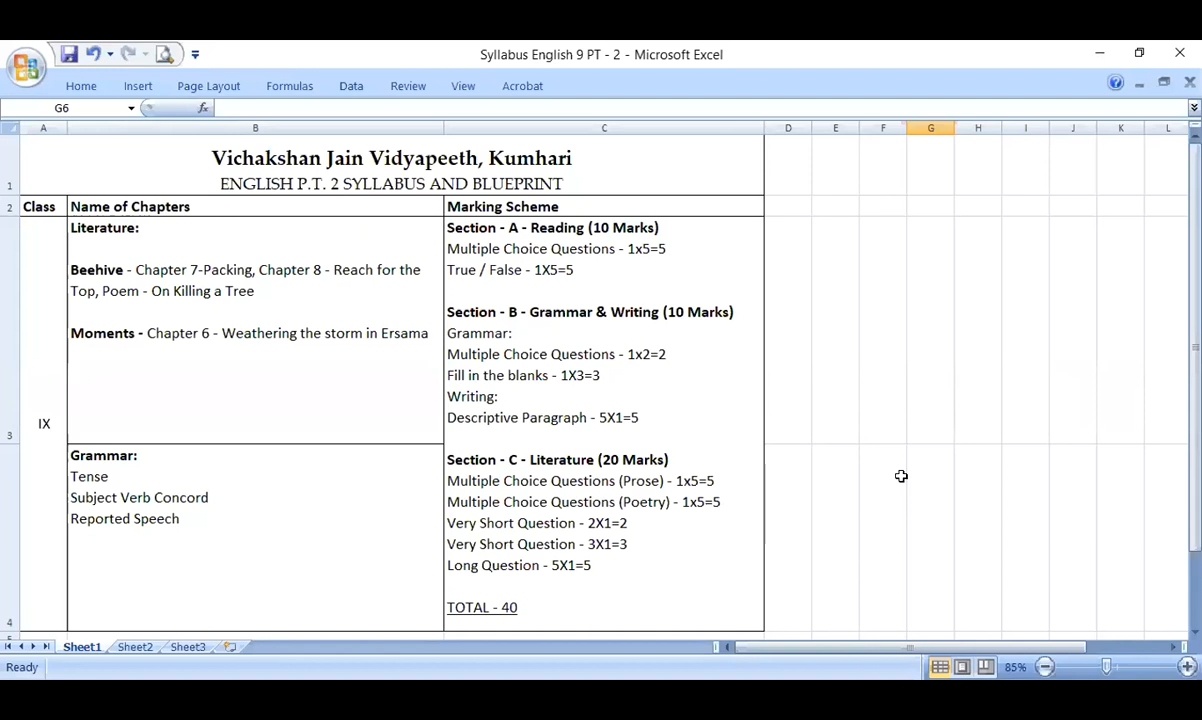 Syllabus English 9 PT - 2 - Microsoft Excel
Home Insert Page Layout Formulas Data Review View Acrobat
G6 fx
A B C D E F G H I J K L
1 Vichakshan Jain Vidyapeeth, Kumhari
ENGLISH P.T. 2 SYLLABUS AND BLUEPRINT
2 Class Name of Chapters Marking Scheme
3 IX
Literature:
Beehive - Chapter 7-Packing, Chapter 8 - Reach for the
Top, Poem - On Killing a Tree
Moments - Chapter 6 - Weathering the storm in Ersama
4 Grammar:
Tense
Subject Verb Concord
Reported Speech
Section - A - Reading (10 Marks)
Multiple Choice Questions - 1x5=5
True / False - 1X5=5
Section - B - Grammar & Writing (10 Marks)
Grammar:
Multiple Choice Questions - 1x2=2
Fill in the blanks - 1X3=3
Writing:
Descriptive Paragraph - 5X1=5
Section - C - Literature (20 Marks)
Multiple Choice Questions (Prose) - 1x5=5
Multiple Choice Questions (Poetry) - 1x5=5
Very Short Question - 2X1=2
Very Short Question - 3X1=3
Long Question - 5X1=5
TOTAL - 40
5
Sheet1 Sheet2 Sheet3
Ready 85%